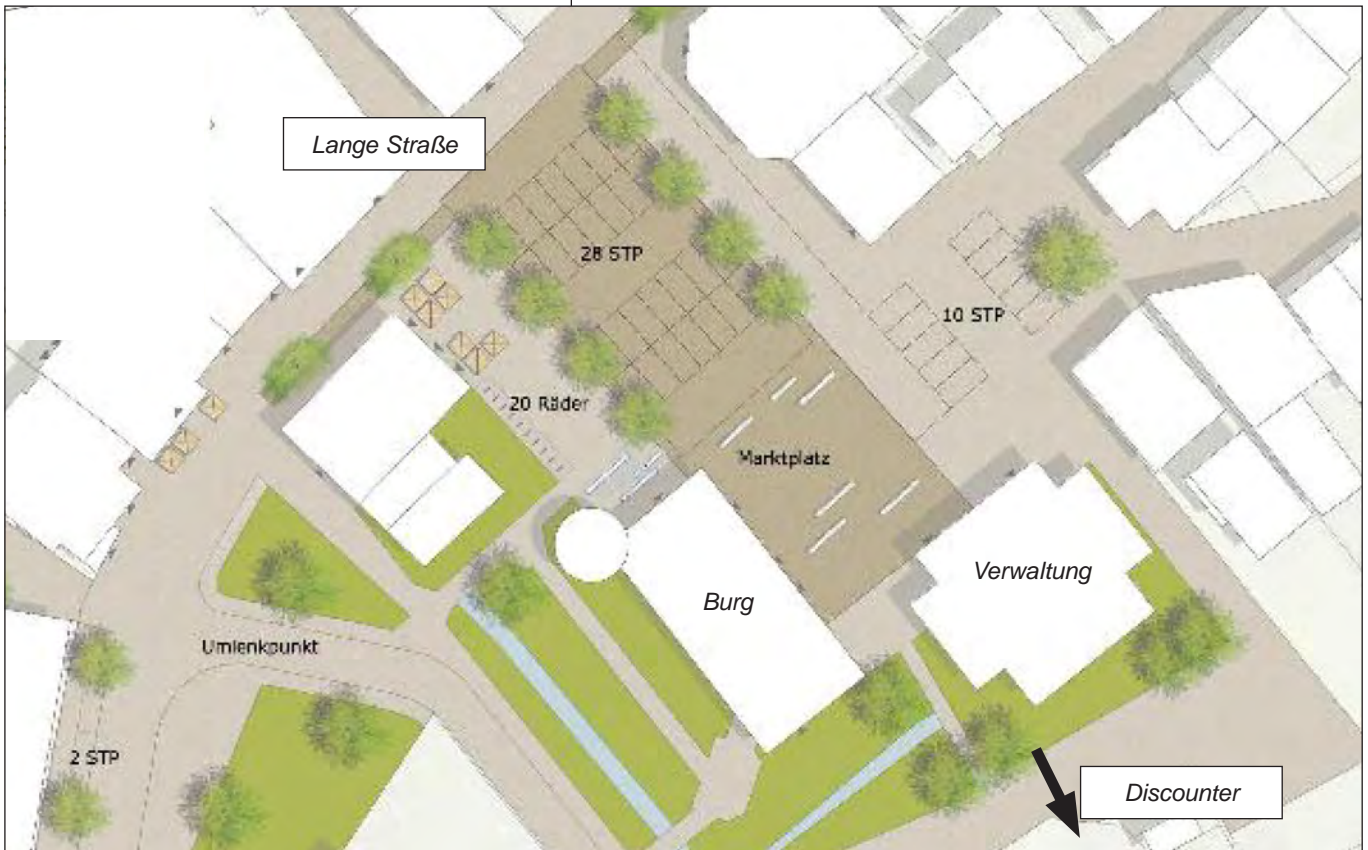 Lange Straße
28 STP
10 STP
20 Räder
Marktplatz
Verwaltung
Burg
Umlenkpunkt
2 STP
Discounter